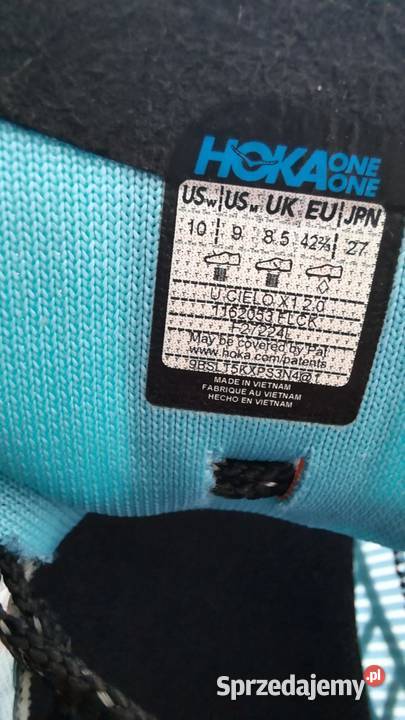 HOKA ONE ONE
USw US M UK EU JPN
10 9 8.5 42⅔ 27
U CIELO X1 2.0
1162053 FLCK
F27224L
May be covered by Pat.
www.hoka.com/patents
9BSLT5KXPS3N4@1
MADE IN VIETNAM
FABRIQUE AU VIETNAM
HECHO EN VIETNAM
Sprzedajemy.pl